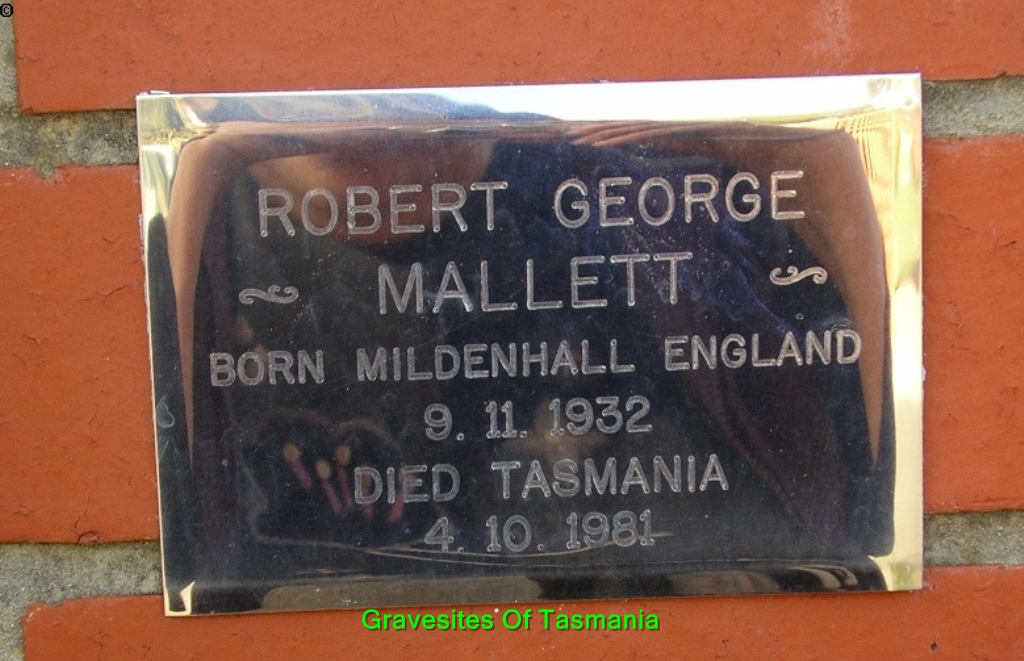 ©
ROBERT GEORGE
MALLETT
BORN MILDENHALL ENGLAND
9. 11. 1932
DIED TASMANIA
4. 10. 1981
Gravesites Of Tasmania